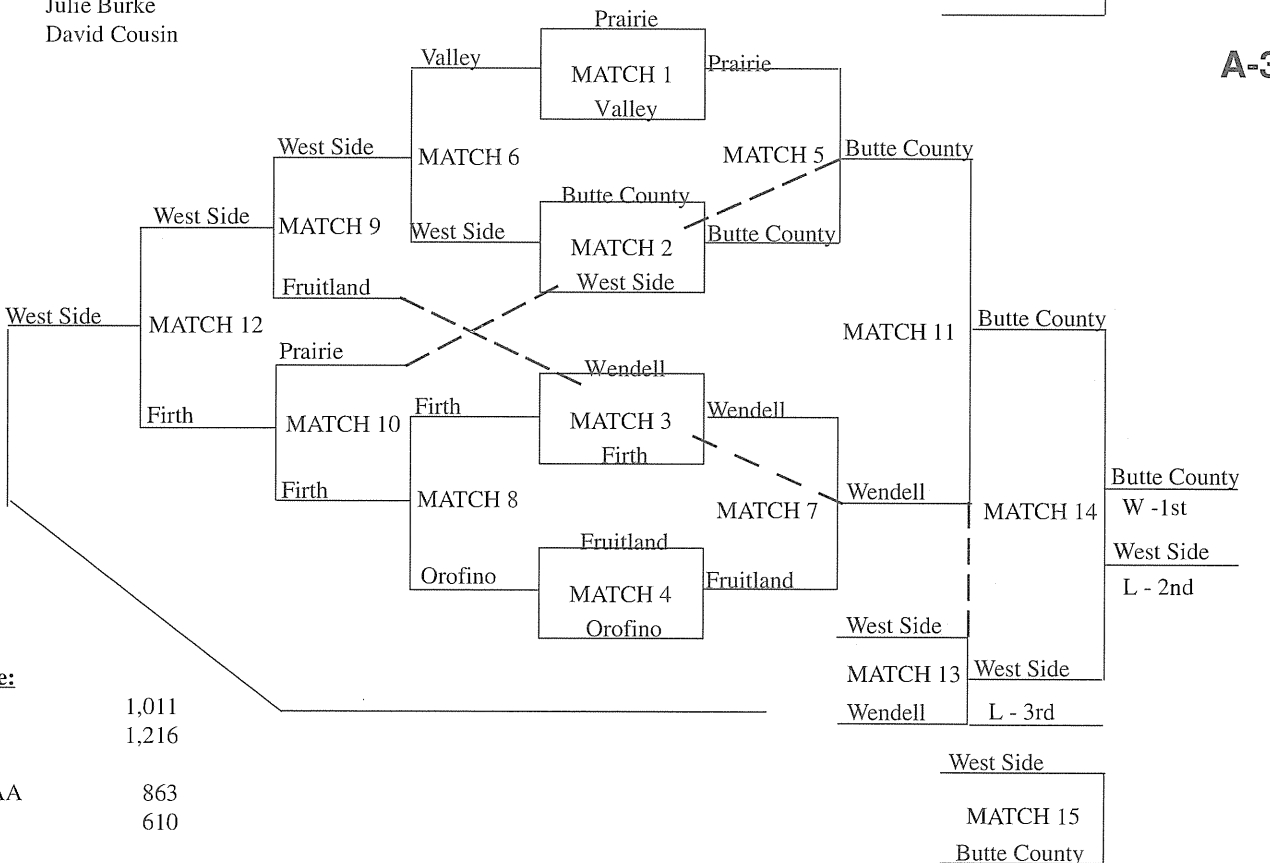 Julie Burke
David Cousin
A-3
Prairie
MATCH 1
Valley
Valley
Prairie
West Side
MATCH 6
MATCH 5
Butte County
Butte County
West Side
MATCH 9
West Side
MATCH 2
Butte County
West Side
Fruitland
West Side
MATCH 12
MATCH 11
Butte County
Prairie
Wendell
Firth
MATCH 10
Firth
MATCH 3
Wendell
Firth
Firth
MATCH 8
MATCH 7
Wendell
MATCH 14
Butte County
W -1st
Fruitland
West Side
Orofino
MATCH 4
Fruitland
L - 2nd
Orofino
West Side
MATCH 13
West Side
e:
1,011
Wendell
L - 3rd
1,216
West Side
AA
863
MATCH 15
610
Butte County